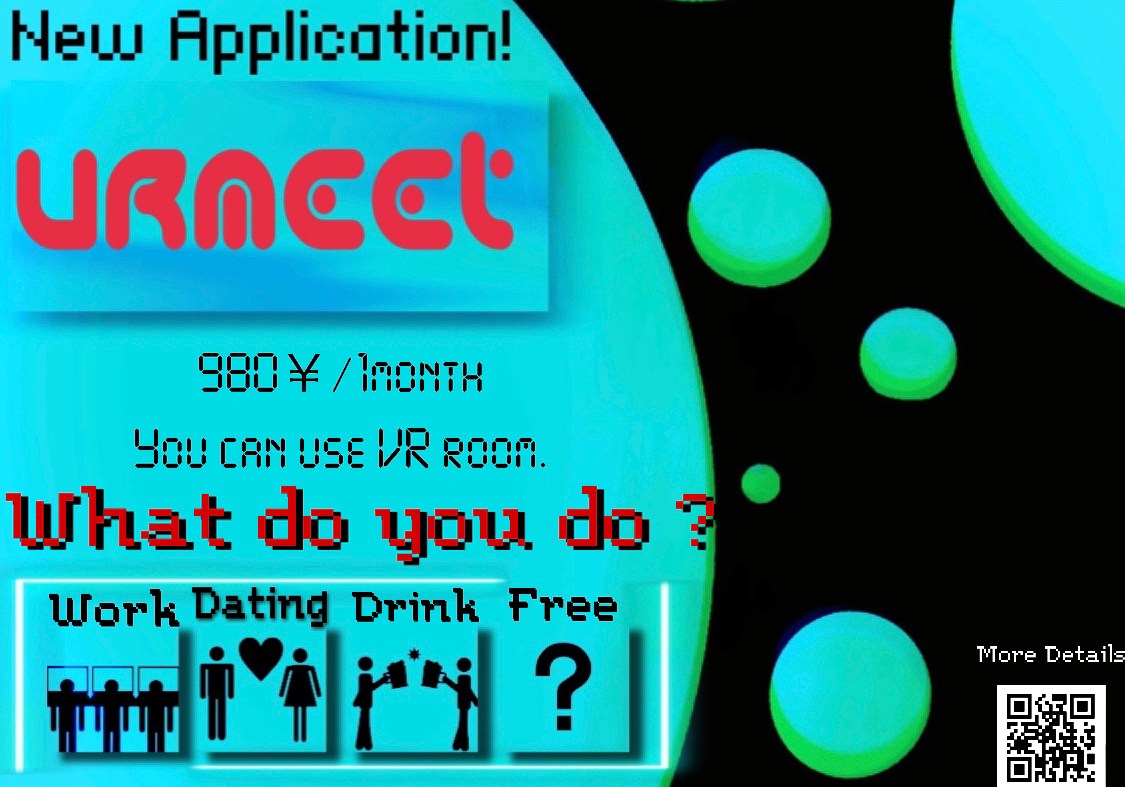 New Application!
URMEET
980¥/1MONTH
YOU CAN USE VR ROOM.
What do you do ?
Work Dating Drink Free
?
More Details